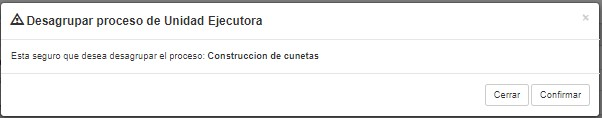 Desagrupar proceso de Unidad Ejecutora
×
Esta seguro que desea desagrupar el proceso: Construccion de cunetas
Cerrar
Confirmar